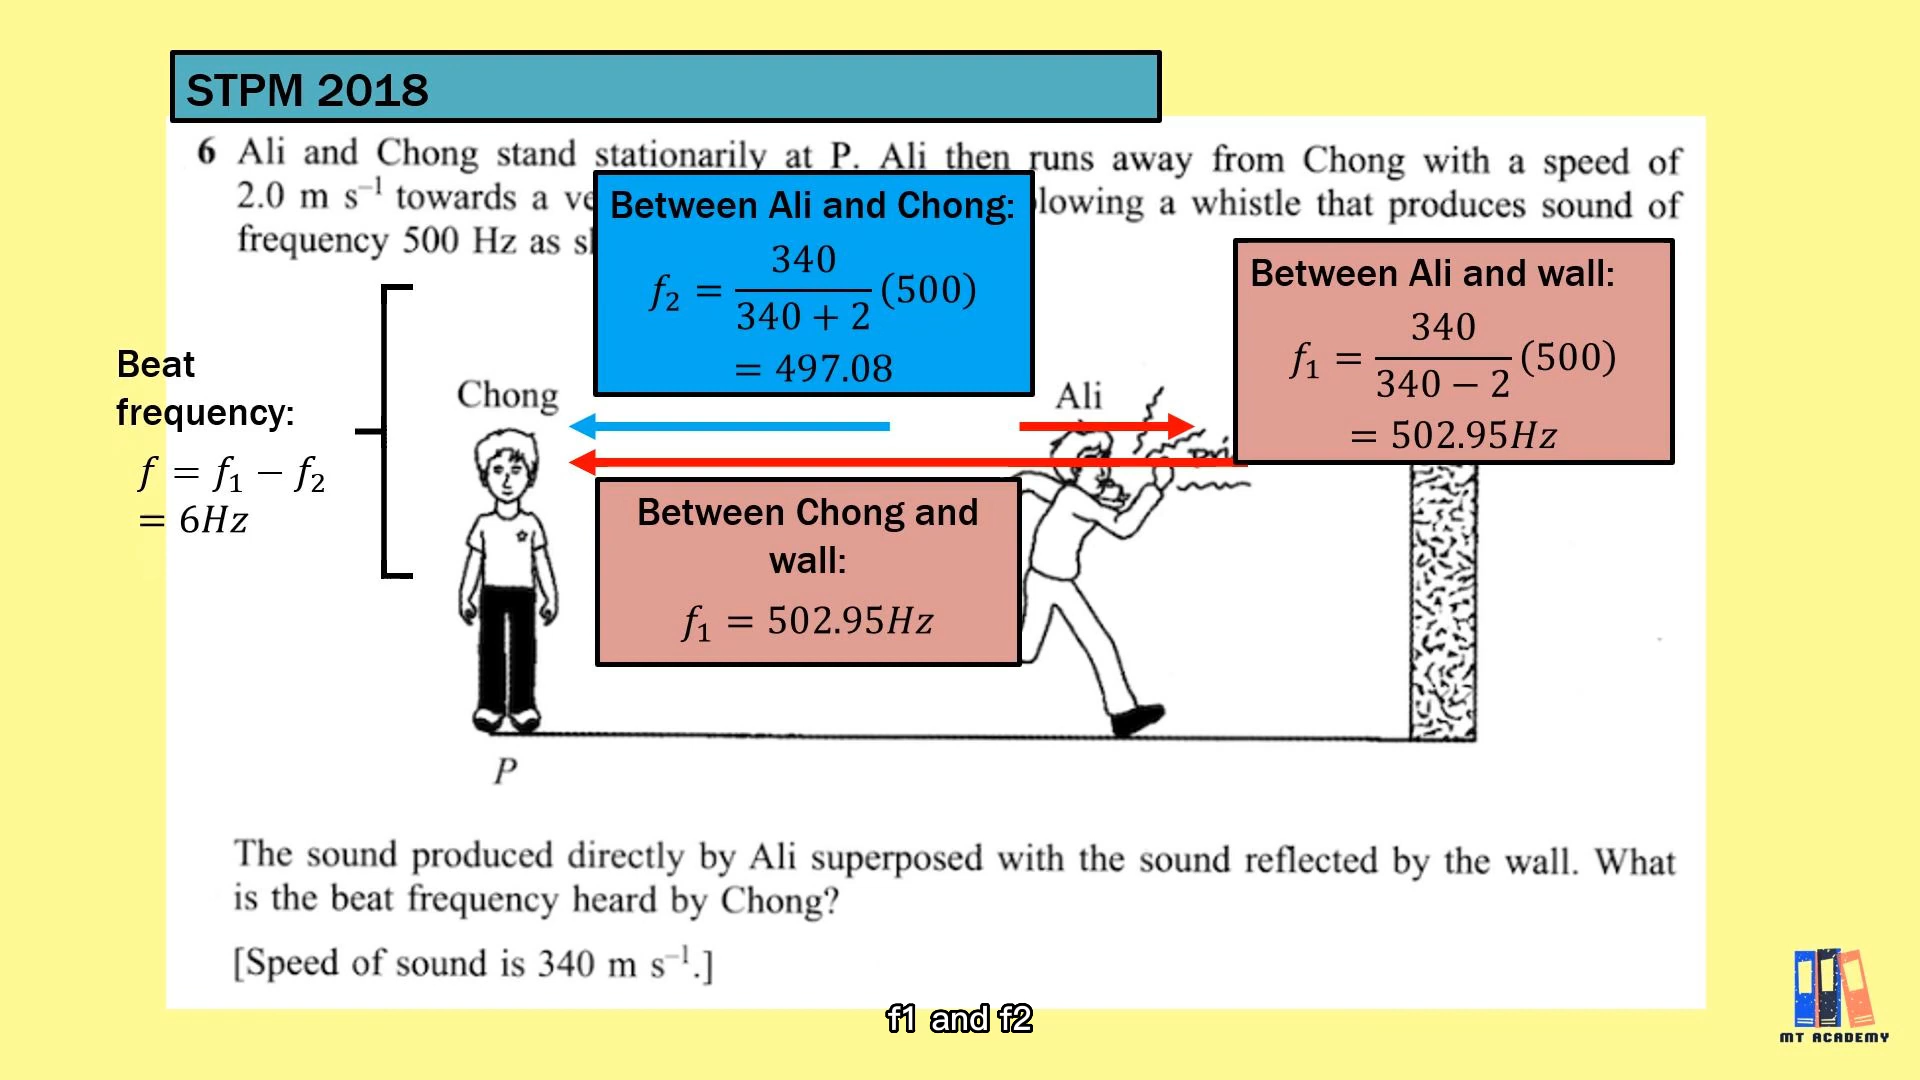 STPM 2018
6 Ali and Chong stand stationarily at P. Ali then runs away from Chong with a speed of
2.0 m s⁻¹ towards a ve lowing a whistle that produces sound of
frequency 500 Hz as sh
Between Ali and Chong:
f₂ = 340 / (340 + 2) (500)
= 497.08
Between Ali and wall:
f₁ = 340 / (340 − 2) (500)
= 502.95Hz
Beat
frequency:
f = f₁ − f₂
= 6Hz
Chong
Ali
Between Chong and
wall:
f₁ = 502.95Hz
P
The sound produced directly by Ali superposed with the sound reflected by the wall. What
is the beat frequency heard by Chong?
[Speed of sound is 340 m s⁻¹.]
f1 and f2
MT ACADEMY